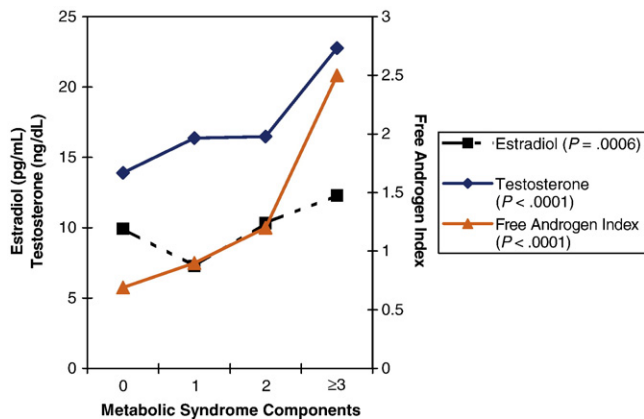 Estradiol (pg/mL)
Testosterone (ng/dL)
25
20
15
10
5
0
3
2.5
2
1.5
1
0.5
0
Free Androgen Index
0 1 2 ≥3
Metabolic Syndrome Components
Estradiol (P = .0006)
Testosterone
(P < .0001)
Free Androgen Index
(P < .0001)